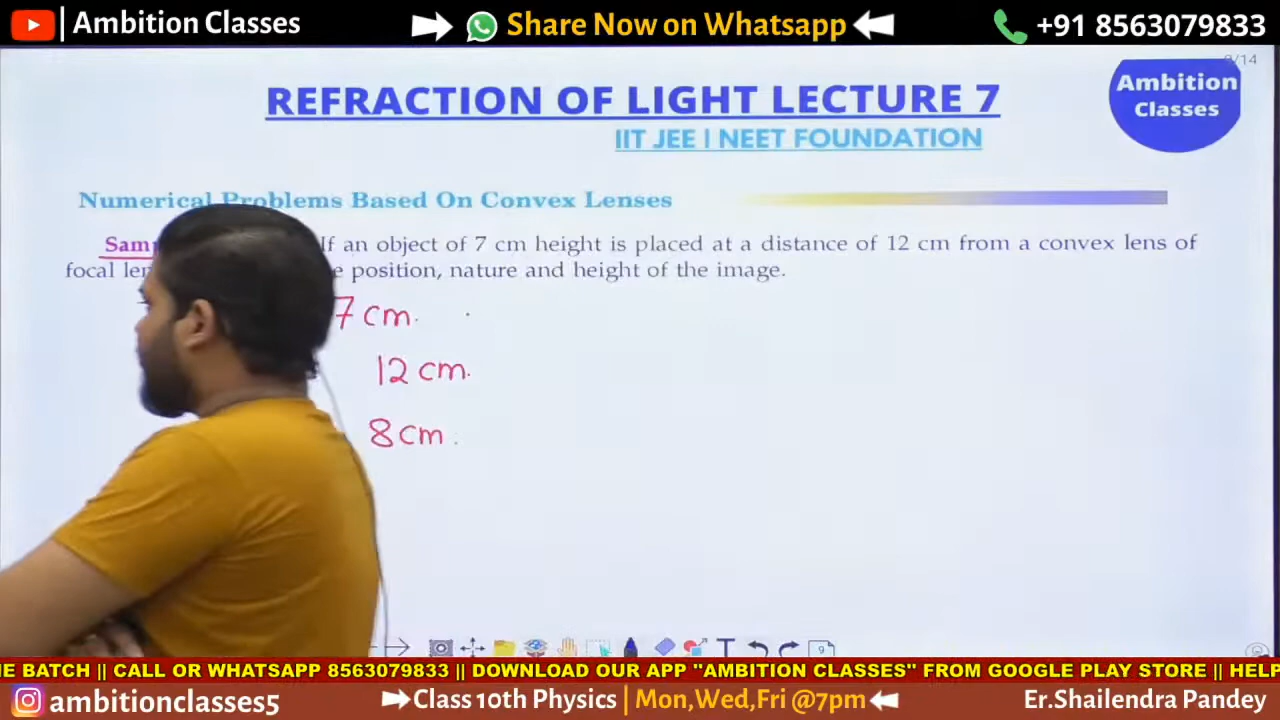 | Ambition Classes
Share Now on Whatsapp
+91 8563079833
/14
REFRACTION OF LIGHT LECTURE 7
IIT JEE | NEET FOUNDATION
Ambition
Classes
Numerical Problems Based On Convex Lenses
If an object of 7 cm height is placed at a distance of 12 cm from a convex lens of
focal position, nature and height of the image.
7 cm.
12 cm.
8 cm.
T
9
BATCH || CALL OR WHATSAPP 8563079833 || DOWNLOAD OUR APP "AMBITION CLASSES" FROM GOOGLE PLAY STORE ||
ambitionclasses5
Class 10th Physics | Mon,Wed,Fri @7pm
Er.Shailendra Pandey